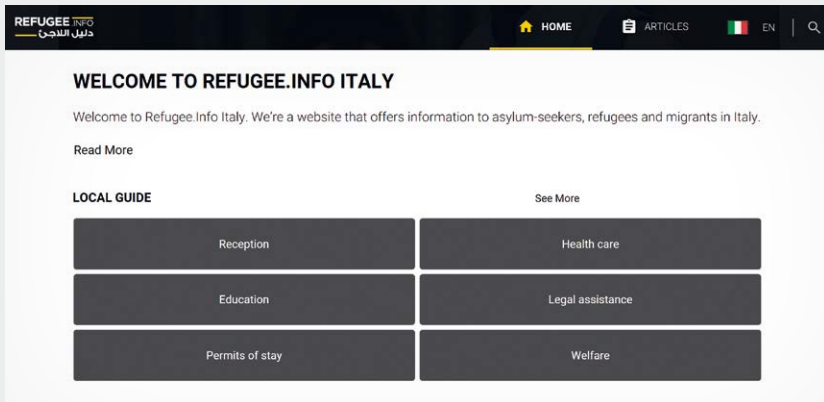 REFUGEE.INFO
دليل اللاجئ
HOME
ARTICLES
EN
WELCOME TO REFUGEE.INFO ITALY
Welcome to Refugee.Info Italy. We're a website that offers information to asylum-seekers, refugees and migrants in Italy.
Read More
LOCAL GUIDE
See More
Reception
Health care
Education
Legal assistance
Permits of stay
Welfare